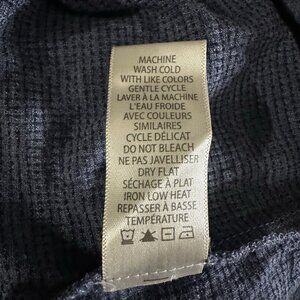 MACHINE
WASH COLD
WITH LIKE COLORS
GENTLE CYCLE
LAVER À LA MACHINE
L'EAU FROIDE
AVEC COULEURS
SIMILAIRES
CYCLE DÉLICAT
DO NOT BLEACH
NE PAS JAVELLISER
DRY FLAT
SÉCHAGE À PLAT
IRON LOW HEAT
REPASSER À BASSE
TEMPÉRATURE